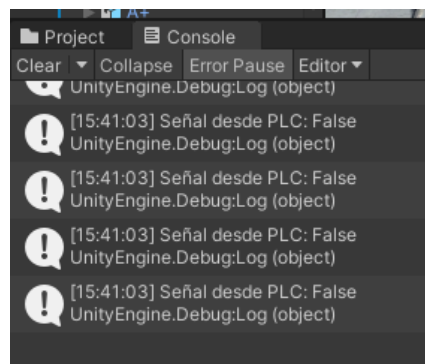 A+
Project Console
Clear Collapse Error Pause Editor
UnityEngine.Debug:Log (object)
[15:41:03] Señal desde PLC: False
UnityEngine.Debug:Log (object)
[15:41:03] Señal desde PLC: False
UnityEngine.Debug:Log (object)
[15:41:03] Señal desde PLC: False
UnityEngine.Debug:Log (object)
[15:41:03] Señal desde PLC: False
UnityEngine.Debug:Log (object)